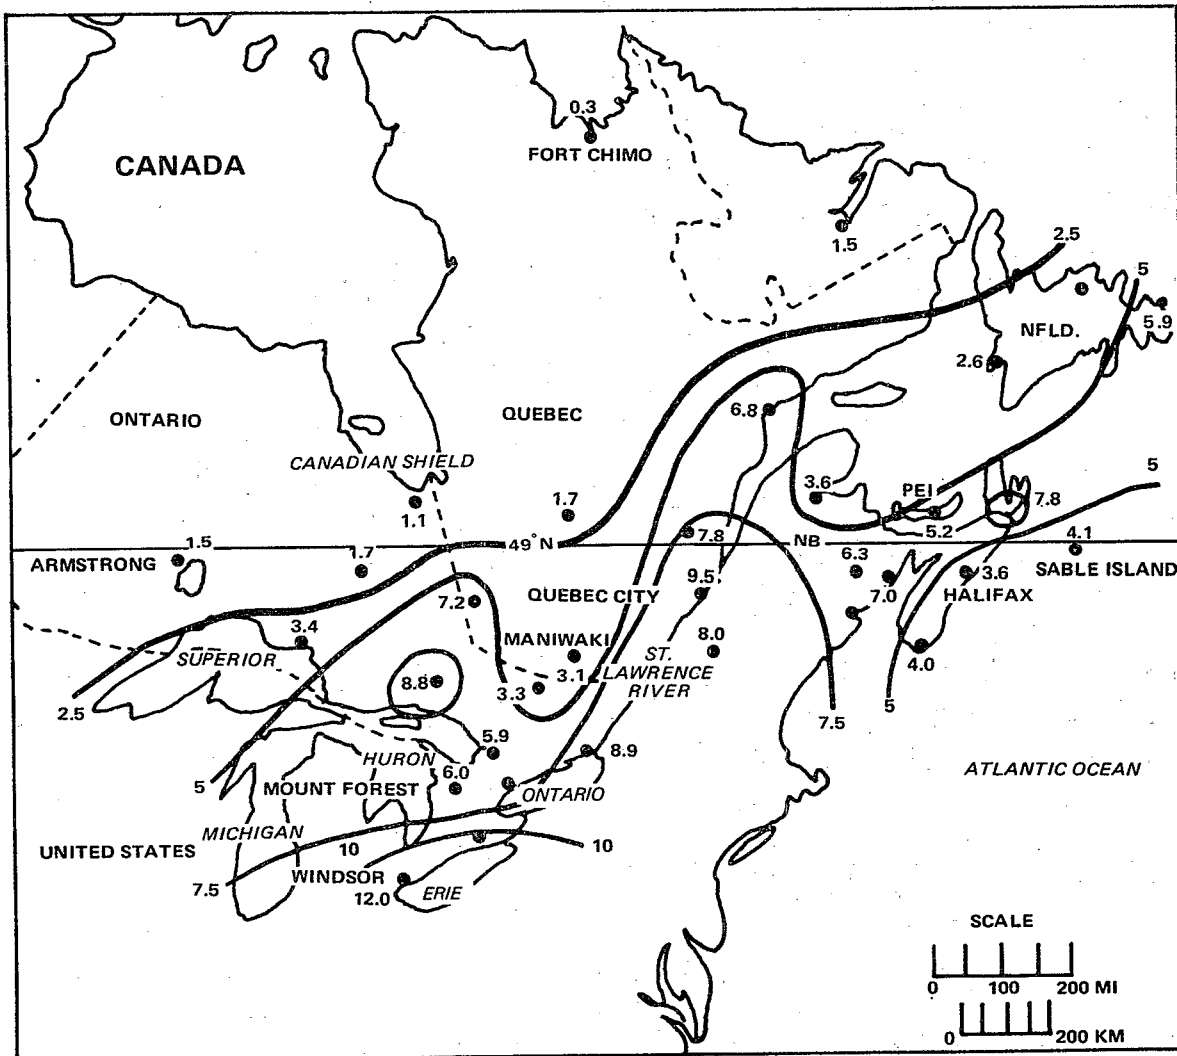 0.3
FORT CHIMO
CANADA
1.5
2.5
5
NFLD.
5.9
2.6
ONTARIO
QUEBEC
6.8
CANADIAN SHIELD
5
3.6
PEI
7.8
1.1
1.7
5.2
7.8
49°N
NB
4.1
1.5
ARMSTRONG
1.7
6.3
SABLE ISLAND
7.2
QUEBEC CITY
9.5
7.0
3.6
HALIFAX
3.4
MANIWAKI
8.0
SUPERIOR
ST.
LAWRENCE
RIVER
3.1
4.0
8.8
3.3
2.5
7.5
5
5.9
8.9
HURON
6.0
5
MOUNT FOREST
ONTARIO
ATLANTIC OCEAN
MICHIGAN
UNITED STATES
10
10
WINDSOR
7.5
12.0
ERIE
SCALE
0 100 200 MI
0 200 KM